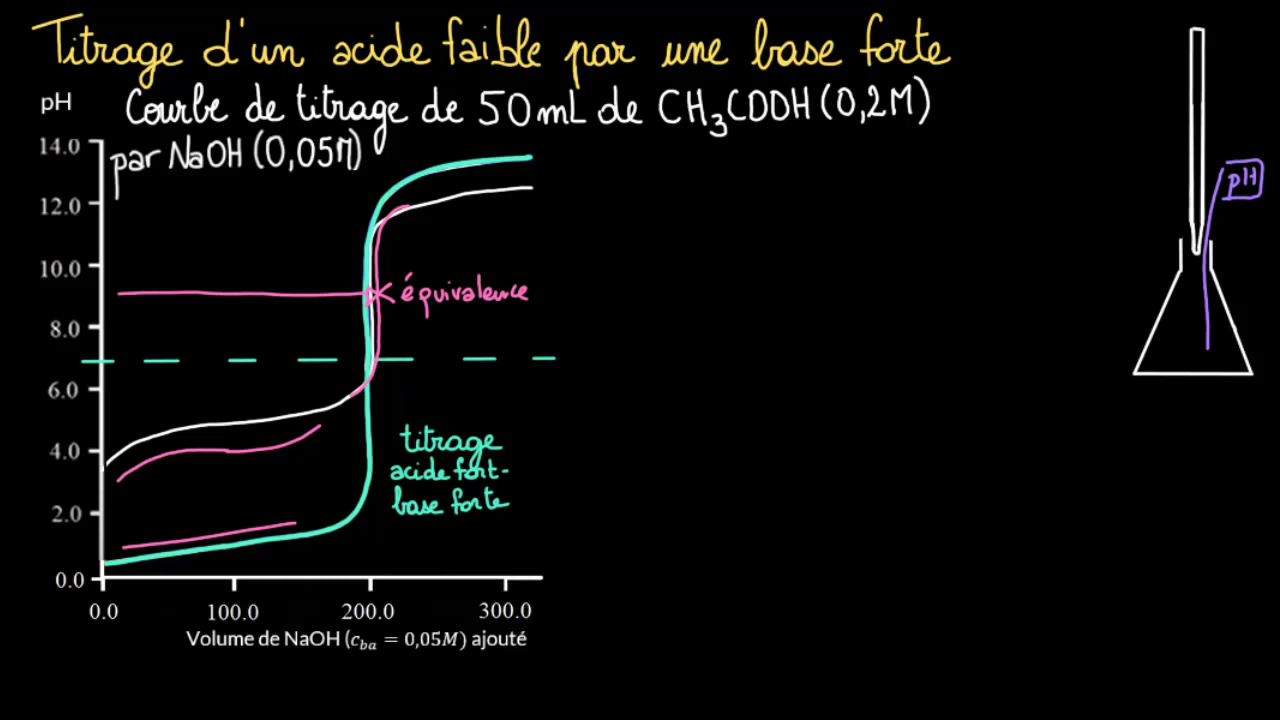 Titrage d'un acide faible par une base forte
pH
Courbe de titrage de 50mL de CH₃COOH (0,2M)
par NaOH (0,05M)
pH
14.0
12.0
10.0
8.0
6.0
4.0
2.0
0.0
équivalence
titrage
acide fort-
base forte
0.0 100.0 200.0 300.0
Volume de NaOH (c_ba = 0,05M) ajouté